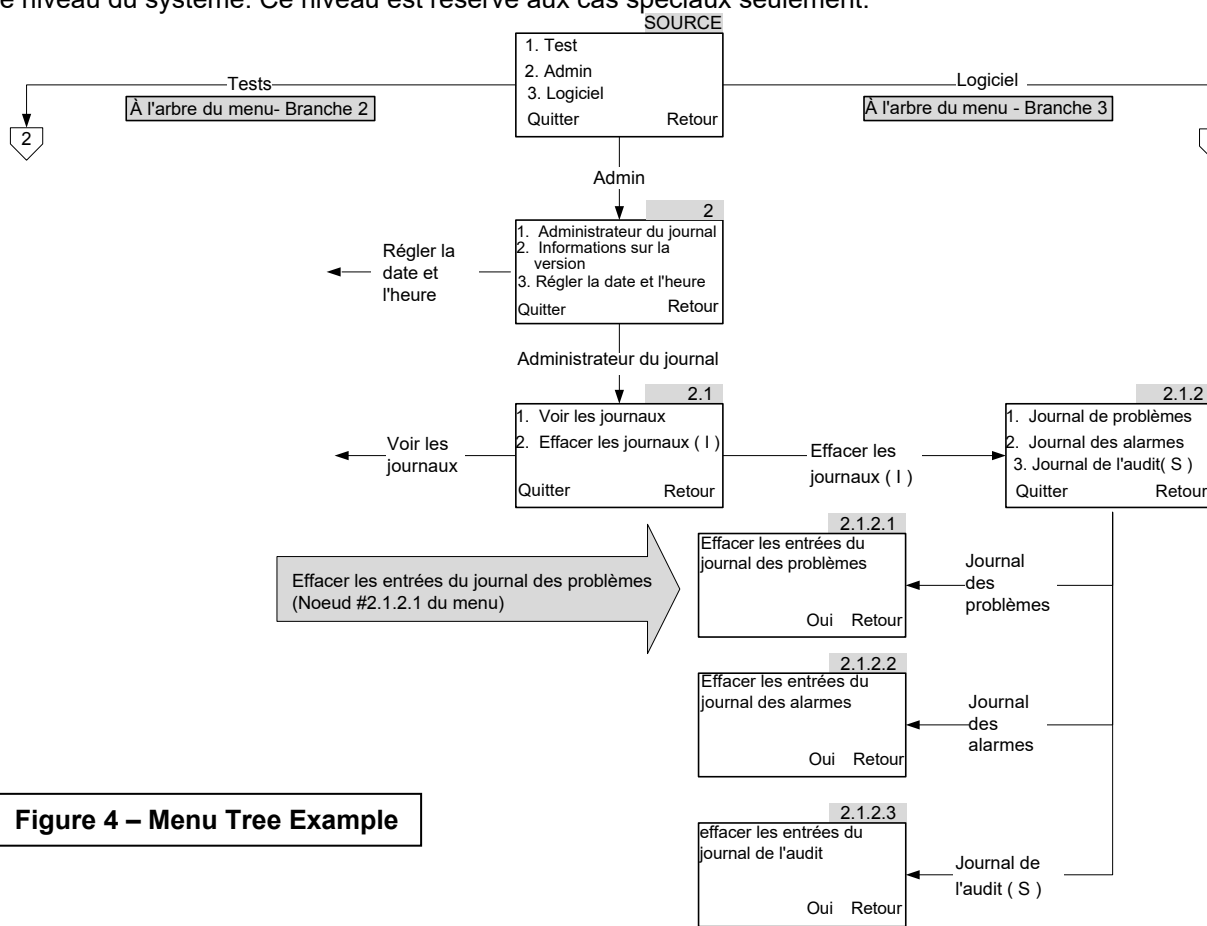 e niveau du système. Ce niveau est réservé aux cas spéciaux seulement.
SOURCE
1. Test
2. Admin
3. Logiciel
Quitter Retour
Tests
À l'arbre du menu- Branche 2
2
Logiciel
À l'arbre du menu - Branche 3
Admin
2
1. Administrateur du journal
2. Informations sur la
version
3. Régler la date et l'heure
Quitter Retour
Régler la
date et
l'heure
Administrateur du journal
2.1
1. Voir les journaux
2. Effacer les journaux ( I )
Quitter Retour
Voir les
journaux
Effacer les
journaux ( I )
2.1.2
1. Journal de problèmes
2. Journal des alarmes
3. Journal de l'audit( S )
Quitter Retour
2.1.2.1
Effacer les entrées du
journal des problèmes
Oui Retour
Journal
des
problèmes
Effacer les entrées du journal des problèmes
(Noeud #2.1.2.1 du menu)
2.1.2.2
Effacer les entrées du
journal des alarmes
Oui Retour
Journal
des
alarmes
Figure 4 – Menu Tree Example
2.1.2.3
effacer les entrées du
journal de l'audit
Oui Retour
Journal de
l'audit ( S )